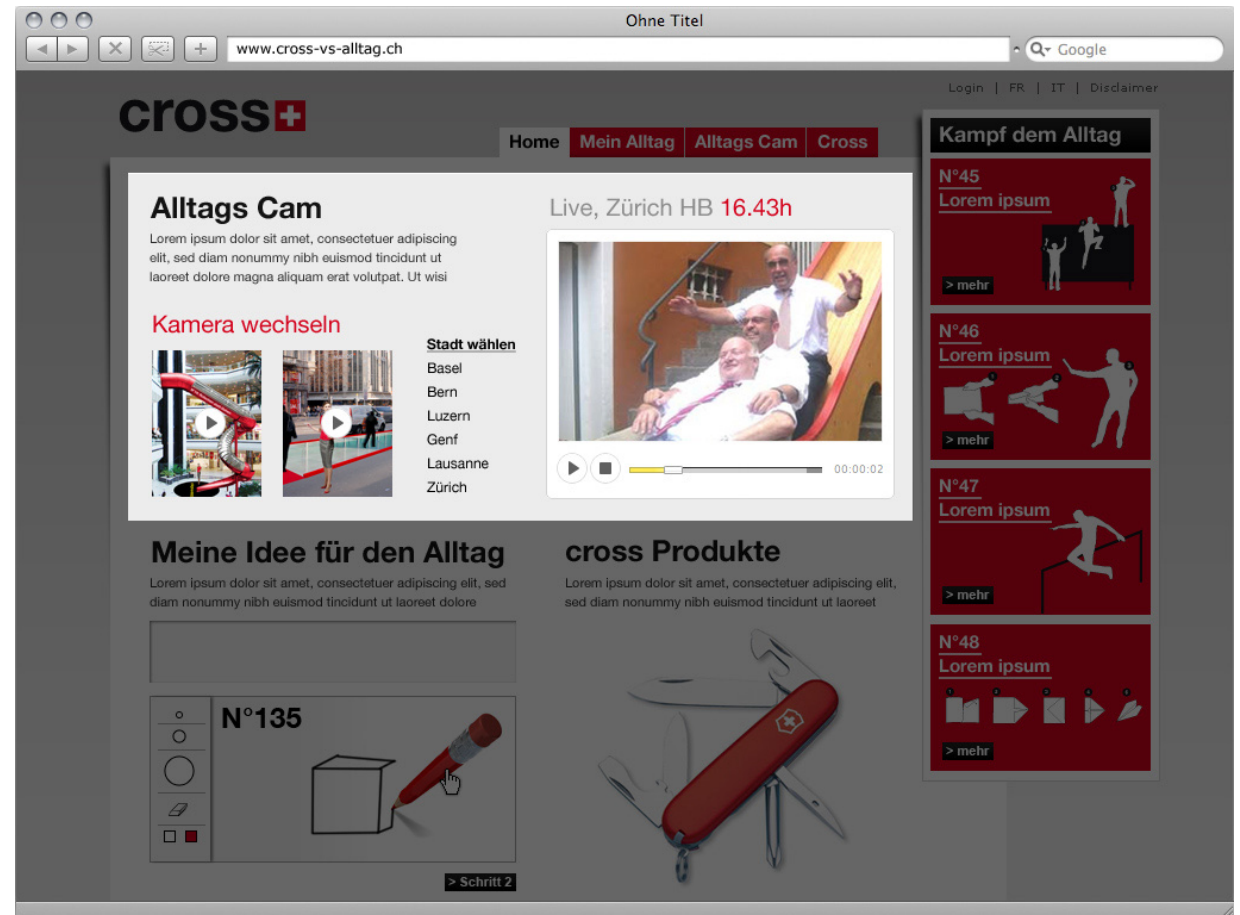 Ohne Titel
www.cross-vs-alltag.ch
Google
Login | FR | IT | Disclaimer
cross
Home
Mein Alltag
Alltags Cam
Cross
Alltags Cam
Lorem ipsum dolor sit amet, consectetuer adipiscing
elit, sed diam nonummy nibh euismod tincidunt ut
laoreet dolore magna aliquam erat volutpat. Ut wisi
Kamera wechseln
Stadt wählen
Basel
Bern
Luzern
Genf
Lausanne
Zürich
Live, Zürich HB 16.43h
00:00:02
Meine Idee für den Alltag
Lorem ipsum dolor sit amet, consectetuer adipiscing elit, sed
diam nonummy nibh euismod tincidunt ut laoreet dolore
N°135
> Schritt 2
cross Produkte
Lorem ipsum dolor sit amet, consectetuer adipiscing elit,
sed diam nonummy nibh euismod tincidunt ut laoreet
Kampf dem Alltag
N°45
Lorem ipsum
> mehr
N°46
Lorem ipsum
> mehr
N°47
Lorem ipsum
> mehr
N°48
Lorem ipsum
1 2 3 4 5
> mehr